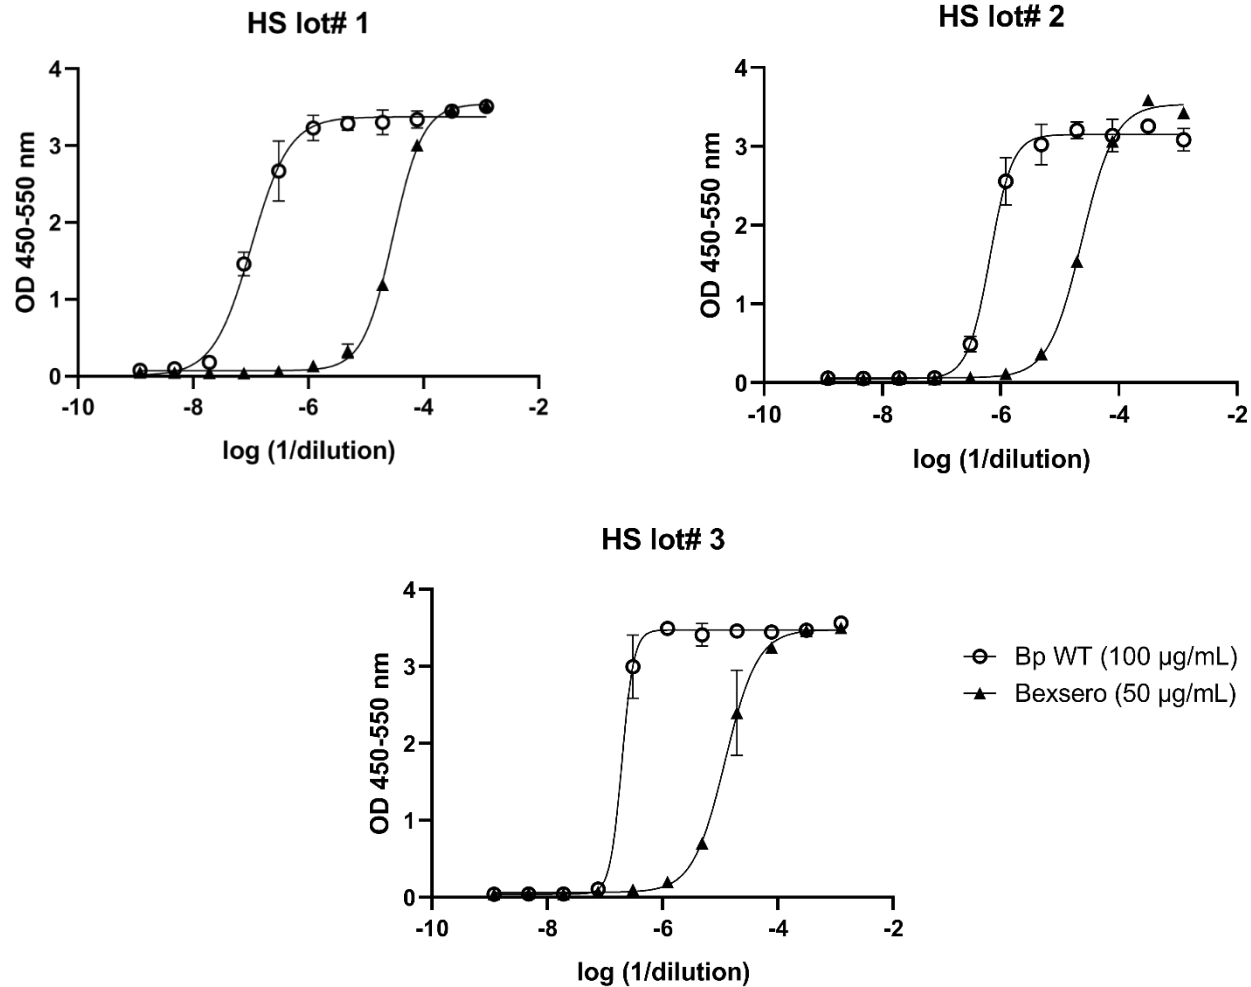 HS lot# 1
4
3
2
1
0
OD 450-550 nm
-10
-8
-6
-4
-2
log (1/dilution)
HS lot# 2
4
3
2
1
0
OD 450-550 nm
-10
-8
-6
-4
-2
log (1/dilution)
HS lot# 3
4
3
2
1
0
OD 450-550 nm
-10
-8
-6
-4
-2
log (1/dilution)
Bp WT (100 µg/mL)
Bexsero (50 µg/mL)